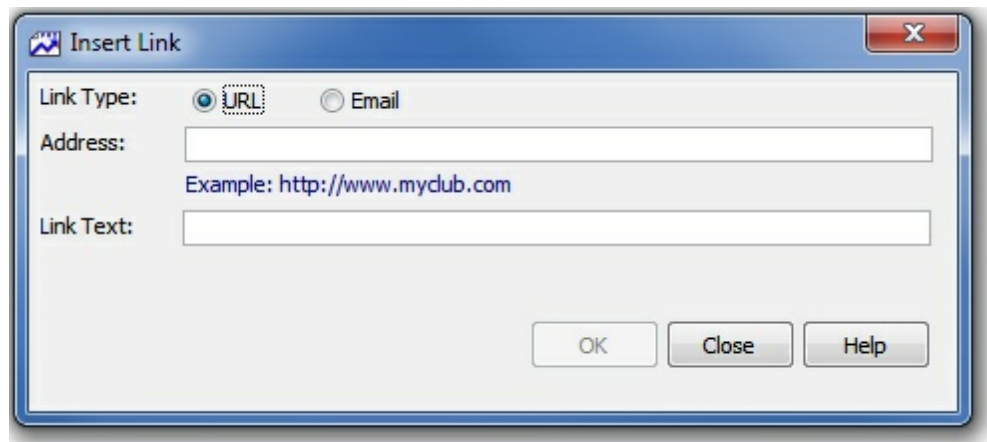 Insert Link
Link Type: URL Email
Address:
Example: http://www.myclub.com
Link Text:
OK Close Help